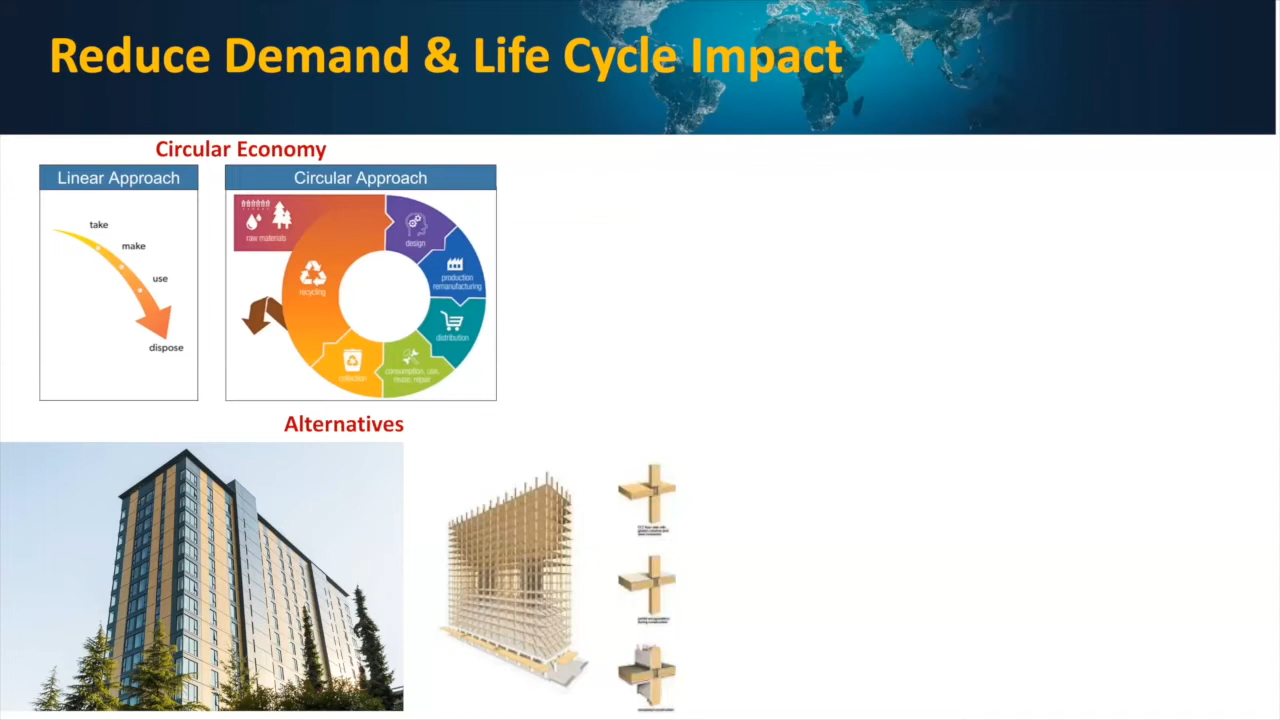 Reduce Demand & Life Cycle Impact
Circular Economy
Linear Approach
take
make
use
dispose
Circular Approach
raw materials
design
production
remanufacturing
distribution
consumption, use,
reuse, repair
collection
recycling
Alternatives